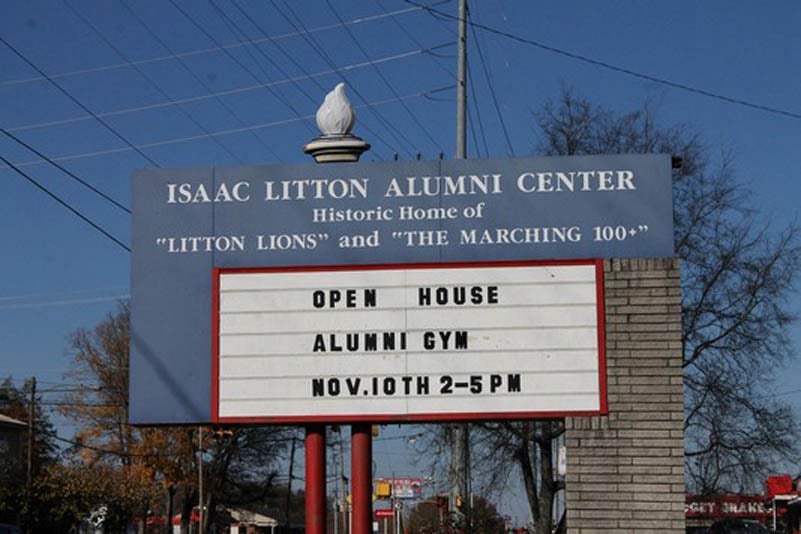 ISAAC LITTON ALUMNI CENTER
Historic Home of
"LITTON LIONS" and "THE MARCHING 100+"
OPEN HOUSE
ALUMNI GYM
NOV.10TH 2-5PM